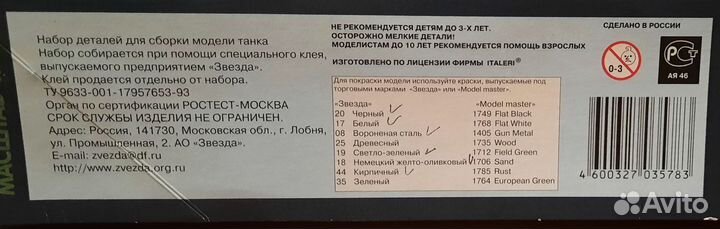 МАСШТАБ
Набор деталей для сборки модели танка
Набор собирается при помощи специального клея,
выпускаемого предприятием «Звезда».
Клей продается отдельно от набора.
ТУ 9633-001-17957653-93
Орган по сертификации РОСТЕСТ-МОСКВА
СРОК СЛУЖБЫ ИЗДЕЛИЯ НЕ ОГРАНИЧЕН.
Адрес: Россия, 141730, Московская обл., г. Лобня,
ул. Промышленная, 2. АО «Звезда».
E-mail: zvezda@df.ru
http://www.zvezda.org.ru
НЕ РЕКОМЕНДУЕТСЯ ДЕТЯМ ДО 3-Х ЛЕТ.
ОСТОРОЖНО МЕЛКИЕ ДЕТАЛИ!
МОДЕЛИСТАМ ДО 10 ЛЕТ РЕКОМЕНДУЕТСЯ ПОМОЩЬ ВЗРОСЛЫХ
ИЗГОТОВЛЕНО ПО ЛИЦЕНЗИИ ФИРМЫ ITALERI®
Для покраски модели используйте краски, выпускаемые под
торговыми марками «Звезда» или «Model master».
«Звезда» «Model master»
20 Черный 1749 Flat Black
17 Белый 1768 Flat White
08 Вороненая сталь 1405 Gun Metal
25 Древесный 1735 Wood
19 Светло-зеленый 1712 Field Green
18 Немецкий желто-оливковый 1706 Sand
44 Кирпичный 1785 Rust
35 Зеленый 1764 European Green
СДЕЛАНО В РОССИИ
0-3
РСТ
АЯ 46
4 600327 035783
Avito